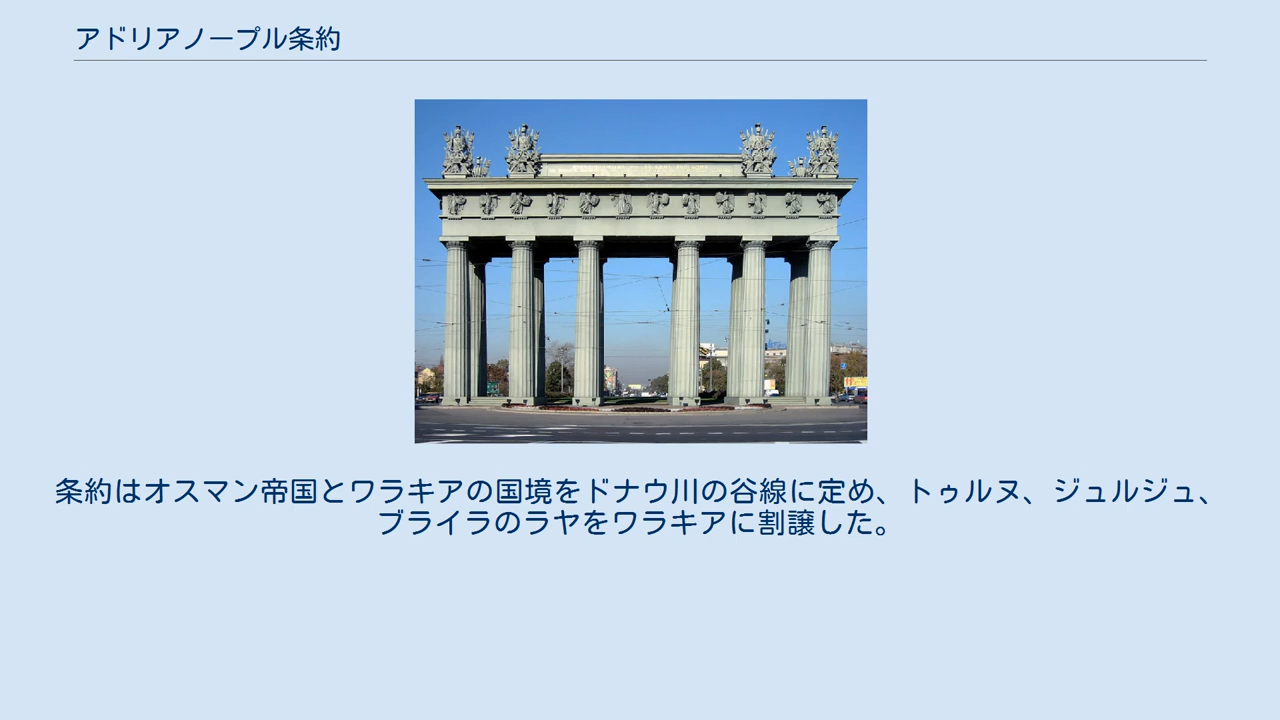 アドリアノープル条約
条約はオスマン帝国とワラキアの国境をドナウ川の谷線に定め、トゥルヌ、ジュルジュ、
ブライラのラヤをワラキアに割譲した。